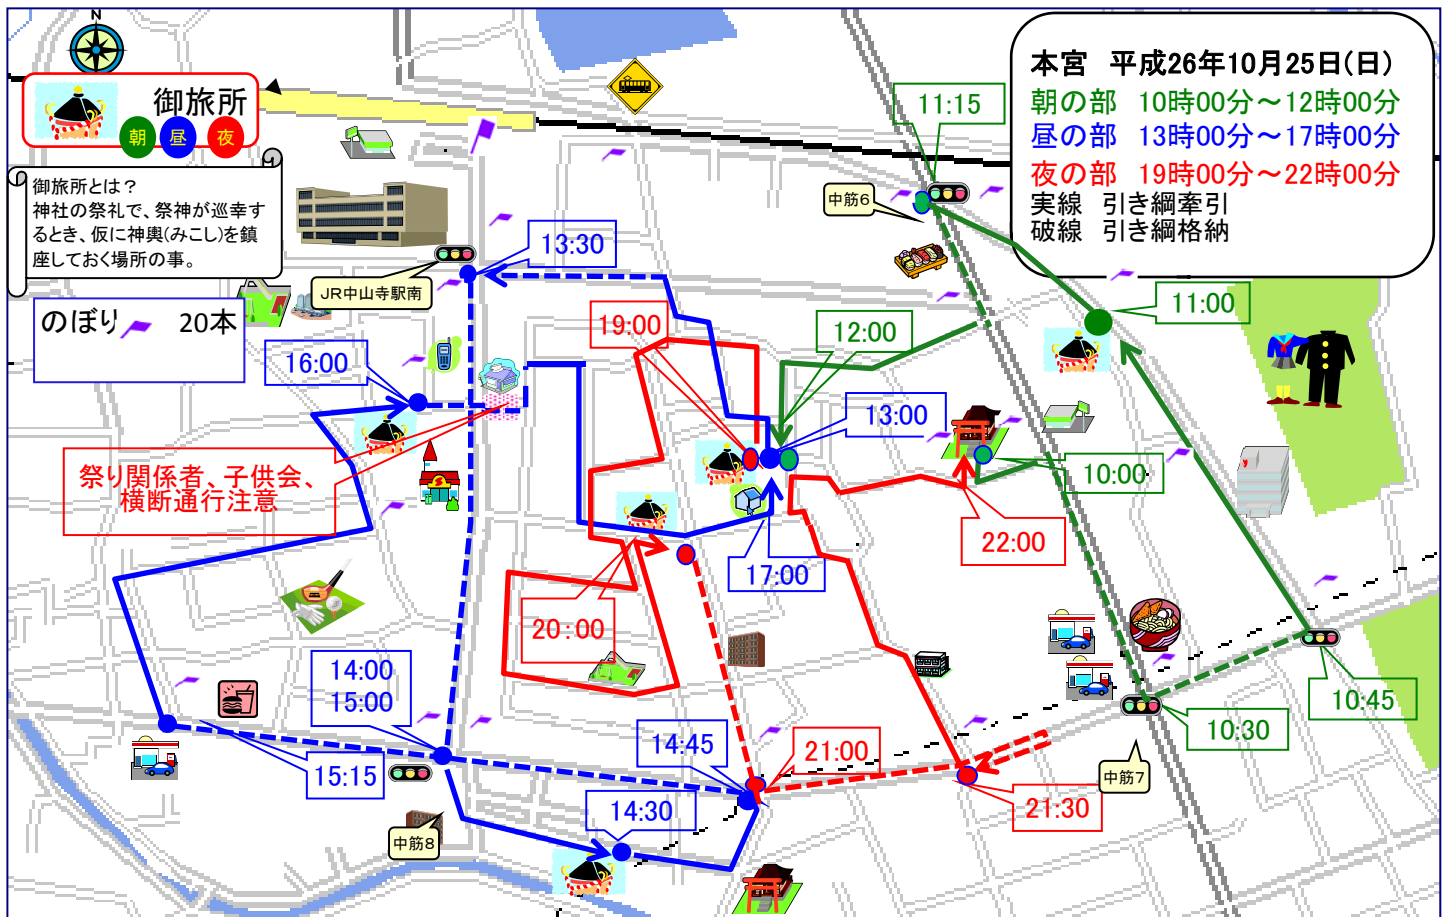 N
御旅所
朝 昼 夜
御旅所とは？
神社の祭礼で、祭神が巡幸す
るとき、仮に神輿(みこし)を鎮
座しておく場所の事。
のぼり 20本
本宮 平成26年10月25日(日)
朝の部 10時00分～12時00分
昼の部 13時00分～17時00分
夜の部 19時00分～22時00分
実線 引き綱牽引
破線 引き綱格納
11:15
中筋6
13:30
JR中山寺駅南
11:00
19:00
12:00
16:00
13:00
祭り関係者、子供会、
横断通行注意
10:00
22:00
17:00
20:00
14:00
15:00
10:45
10:30
14:45
21:00
15:15
中筋7
21:30
14:30
中筋8